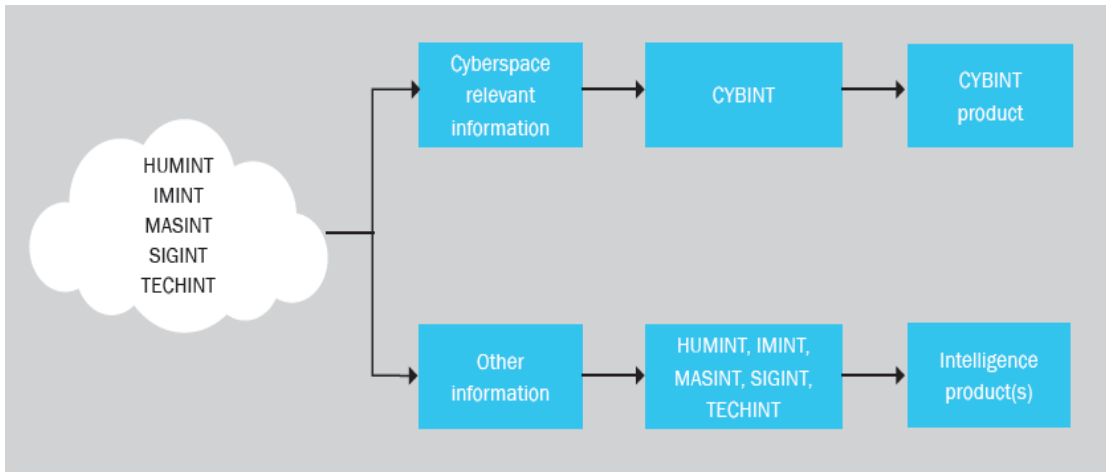 HUMINT
IMINT
MASINT
SIGINT
TECHINT
Cyberspace
relevant
information
CYBINT
CYBINT
product
Other
information
HUMINT, IMINT,
MASINT, SIGINT,
TECHINT
Intelligence
product(s)